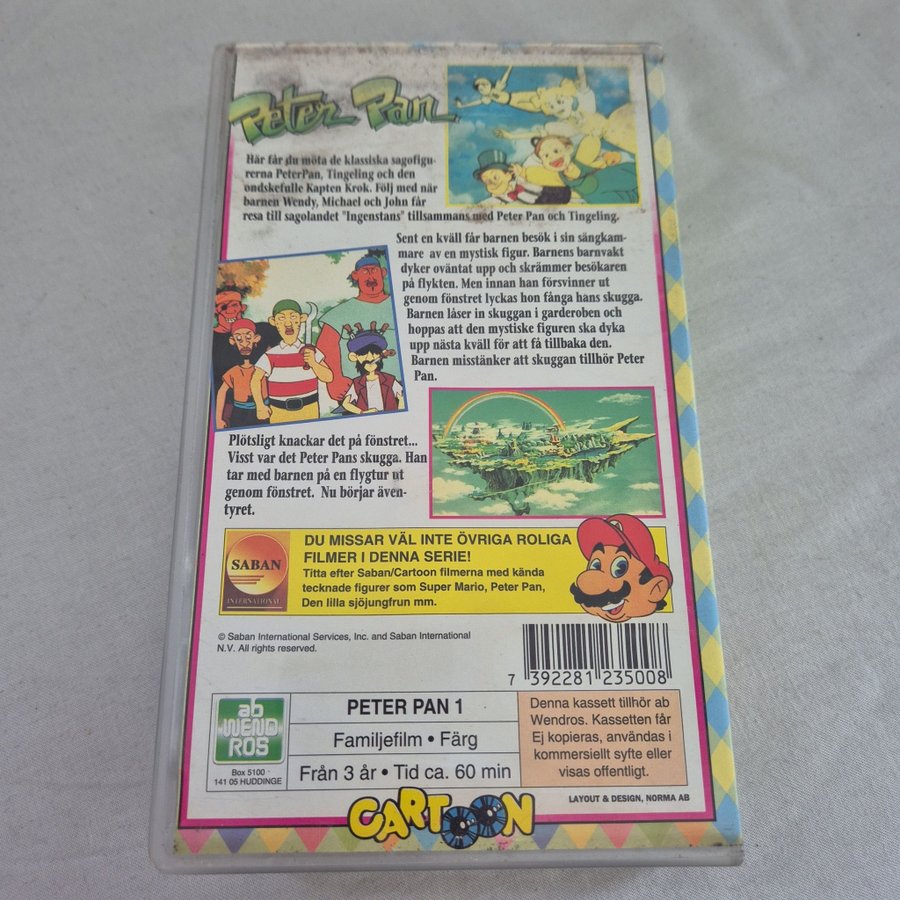 Peter Pan
Här får du möta de klassiska sagofigu-
rerna PeterPan, Tingeling och den
ondskefulle Kapten Krok. Följ med när
barnen Wendy, Michael och John får
resa till sagolandet "Ingenstans" tillsammans med Peter Pan och Tingeling.
Sent en kväll får barnen besök i sin sängkam-
mare av en mystisk figur. Barnens barnvakt
dyker oväntat upp och skrämmer besökaren
på flykten. Men innan han försvinner ut
genom fönstret lyckas hon fånga hans skugga.
Barnen låser in skuggan i garderoben och
hoppas att den mystiske figuren ska dyka
upp nästa kväll för att få tillbaka den.
Barnen misstänker att skuggan tillhör Peter
Pan.
Plötsligt knackar det på fönstret...
Visst var det Peter Pans skugga. Han
tar med barnen på en flygtur ut
genom fönstret. Nu börjar även-
tyret.
SABAN
INTERNATIONAL
DU MISSAR VÄL INTE ÖVRIGA ROLIGA
FILMER I DENNA SERIE!
Titta efter Saban/Cartoon filmerna med kända
tecknade figurer som Super Mario, Peter Pan,
Den lilla sjöjungfrun mm.
© Saban International Services, Inc. and Saban International
N.V. All rights reserved.
7 392281 235008
ab
WEND
ROS
Box 5100 -
141 05 HUDDINGE
PETER PAN 1
Familjefilm • Färg
Från 3 år • Tid ca. 60 min
Denna kassett tillhör ab
Wendros. Kassetten får
Ej kopieras, användas i
kommersiellt syfte eller
visas offentligt.
LAYOUT & DESIGN, NORMA AB
CARTOON